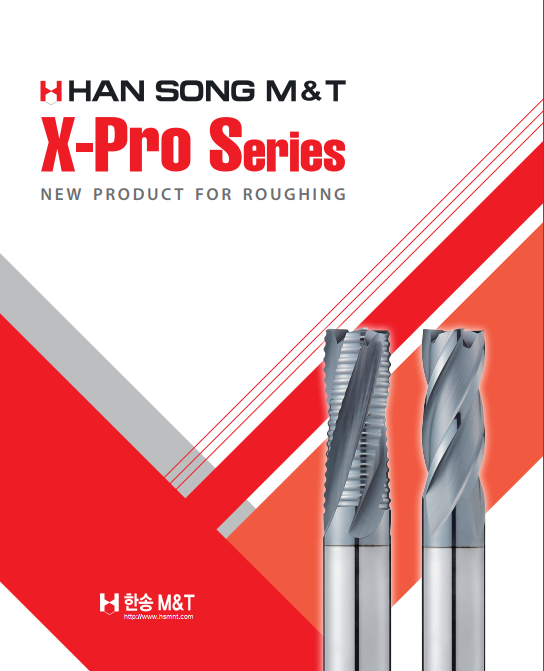 HAN SONG M&T
X-Pro Series
NEW PRODUCT FOR ROUGHING
한송 M&T
http://www.hsmnt.com